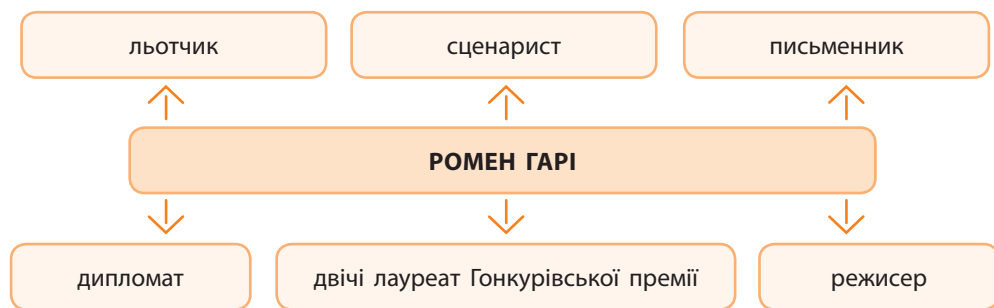 льотчик
сценарист
письменник
РОМЕН ГАРІ
дипломат
двічі лауреат Гонкурівської премії
режисер